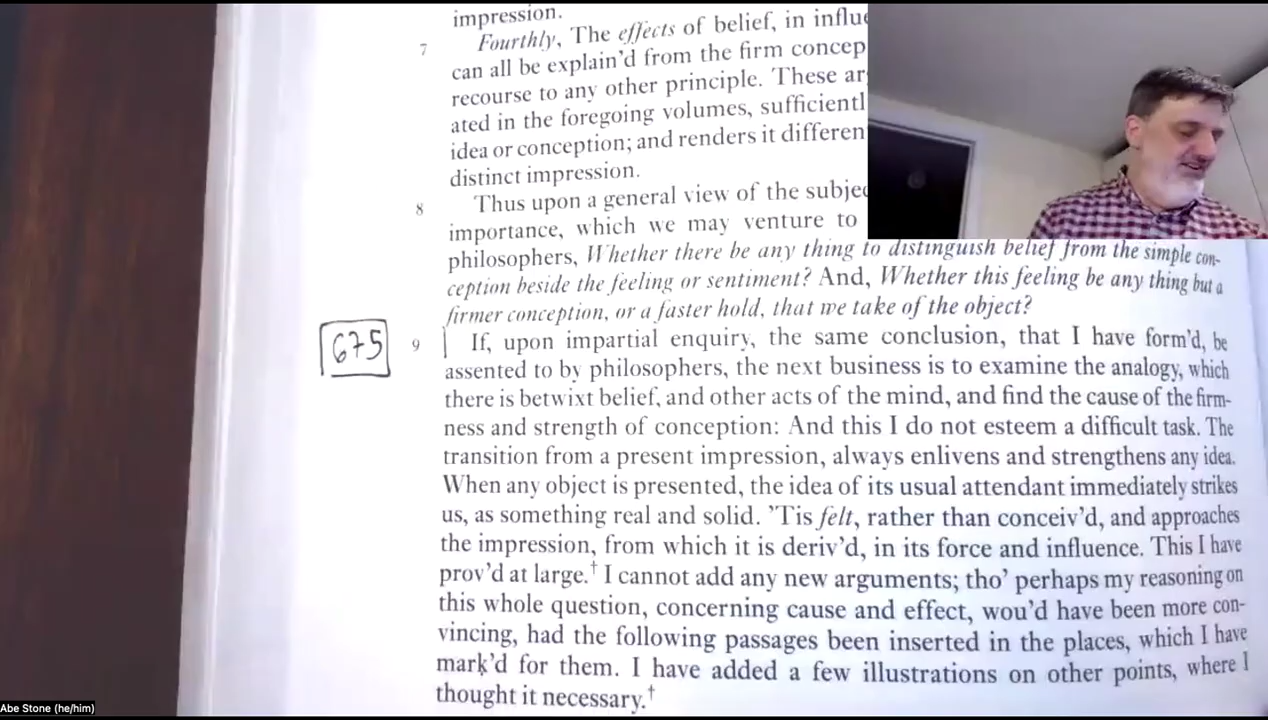 impression.
7 Fourthly, The effects of belief, in influe
can all be explain'd from the firm concep
recourse to any other principle. These ar
ated in the foregoing volumes, sufficientl
idea or conception; and renders it differen
distinct impression.
8 Thus upon a general view of the subjec
importance, which we may venture to
philosophers, Whether there be any thing to distinguish belief from the simple con-
ception beside the feeling or sentiment? And, Whether this feeling be any thing but a
firmer conception, or a faster hold, that we take of the object?
675 9 If, upon impartial enquiry, the same conclusion, that I have form'd, be
assented to by philosophers, the next business is to examine the analogy, which
there is betwixt belief, and other acts of the mind, and find the cause of the firm-
ness and strength of conception: And this I do not esteem a difficult task. The
transition from a present impression, always enlivens and strengthens any idea.
When any object is presented, the idea of its usual attendant immediately strikes
us, as something real and solid. 'Tis felt, rather than conceiv'd, and approaches
the impression, from which it is deriv'd, in its force and influence. This I have
prov'd at large.† I cannot add any new arguments; tho' perhaps my reasoning on
this whole question, concerning cause and effect, wou'd have been more con-
vincing, had the following passages been inserted in the places, which I have
mark'd for them. I have added a few illustrations on other points, where I
thought it necessary.†
Abe Stone (he/him)